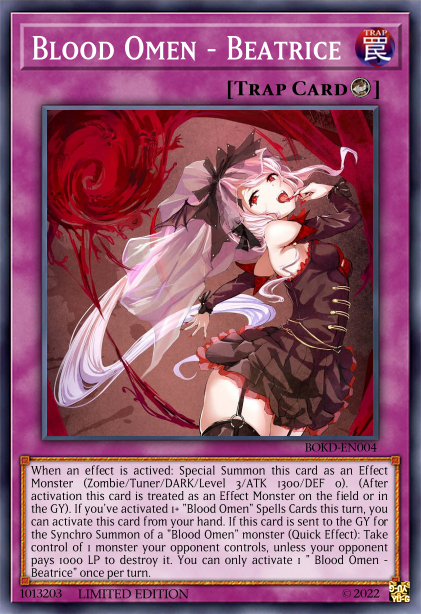 Blood Omen - Beatrice
TRAP
罠
[Trap Card]
BOKD-EN004
When an effect is actived: Special Summon this card as an Effect
Monster (Zombie/Tuner/DARK/Level 3/ATK 1300/DEF 0). (After
activation this card is treated as an Effect Monster on the field or in
the GY). If you've activated 1+ "Blood Omen" Spells Cards this turn, you
can activate this card from your hand. If this card is sent to the GY for
the Synchro Summon of a "Blood Omen" monster (Quick Effect): Take
control of 1 monster your opponent controls, unless your opponent
pays 1000 LP to destroy it. You can only activate 1 " Blood Omen -
Beatrice" once per turn.
1013203 LIMITED EDITION ©2022